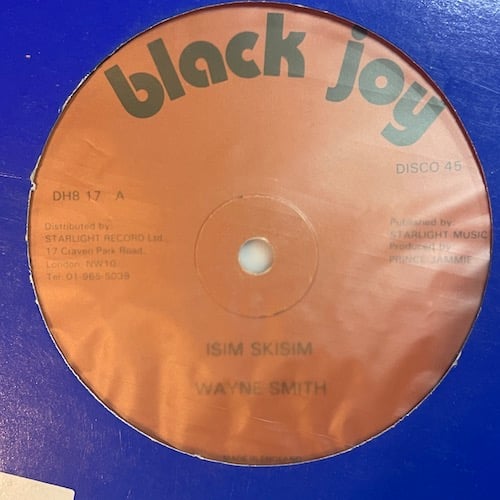 black joy
DISCO 45
DHB 17 A
Distributed by:
STARLIGHT RECORD Ltd.
17 Craven Park Road,
London: NW10
Tel: 01-965-5039
Published by:
STARLIGHT MUSIC
Produced by
PRINCE JAMMIE
ISIM SKISIM
WAYNE SMITH
MADE IN ENGLAND